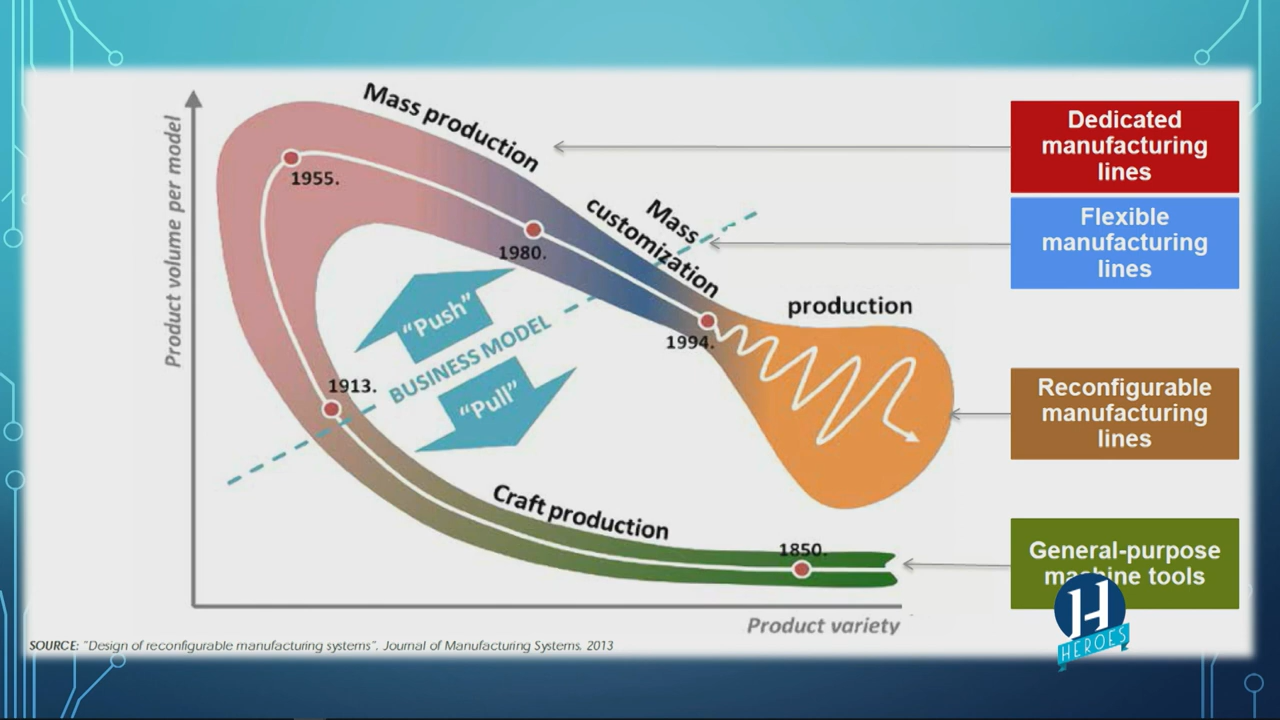 Product volume per model
Mass production
1955.
1980.
Mass
customization
1994.
production
"Push"
BUSINESS MODEL
"Pull"
1913.
Craft production
1850.
Product variety
Dedicated
manufacturing
lines
Flexible
manufacturing
lines
Reconfigurable
manufacturing
lines
General-purpose
machine tools
H
HEROES
SOURCE: "Design of reconfigurable manufacturing systems". Journal of Manufacturing Systems. 2013